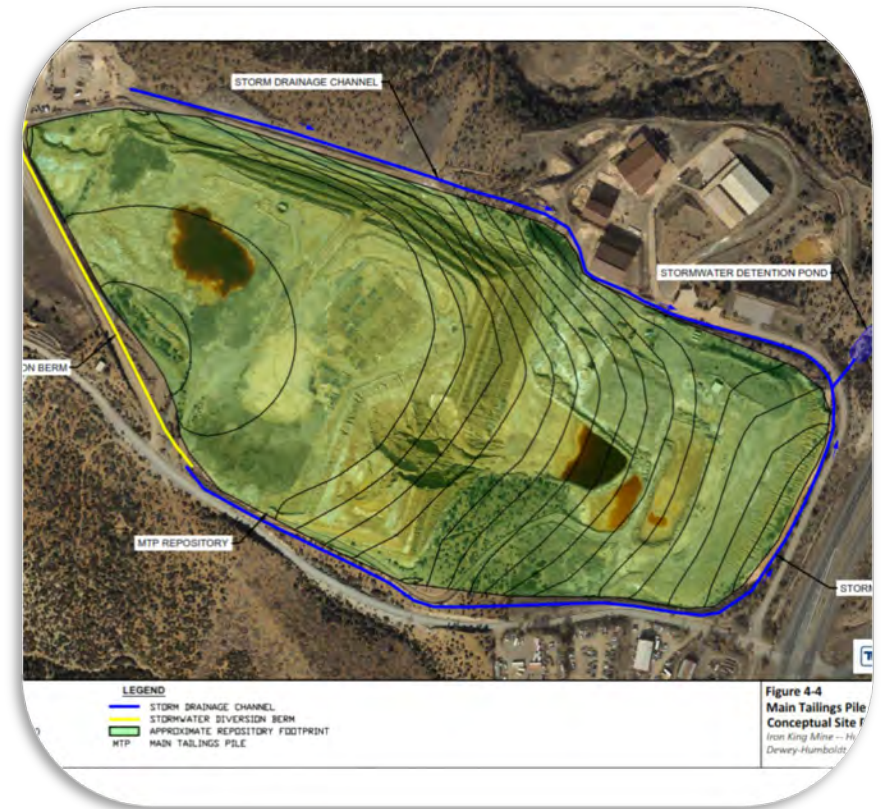 STORM DRAINAGE CHANNEL
STORMWATER DETENTION POND
ON BERM
MTP REPOSITORY
STORM
LEGEND
STORM DRAINAGE CHANNEL
STORMWATER DIVERSION BERM
APPROXIMATE REPOSITORY FOOTPRINT
MTP MAIN TAILINGS PILE
Figure 4-4
Main Tailings Pile
Conceptual Site
Iron King Mine -- H
Dewey-Humboldt,